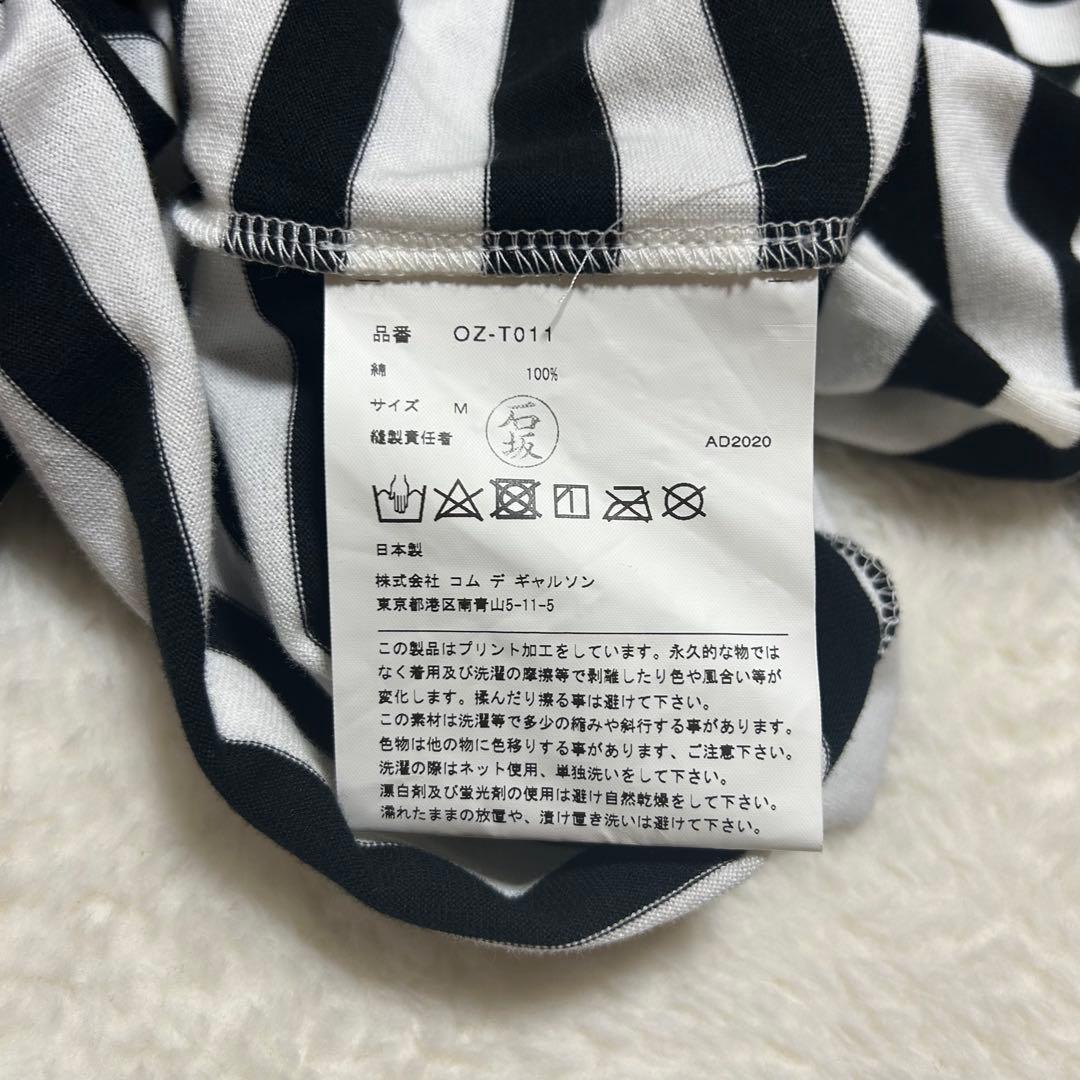 品番 OZ-T011
綿 100%
サイズ M
石坂
縫製責任者 AD2020
日本製
株式会社 コム デ ギャルソン
東京都港区南青山5-11-5
この製品はプリント加工をしています。永久的な物では
なく着用及び洗濯の摩擦等で剥離したり色や風合い等が
変化します。揉んだり擦る事は避けて下さい。
この素材は洗濯等で多少の縮みや斜行する事があります。
色物は他の物に色移りする事があります、ご注意下さい。
洗濯の際はネット使用、単独洗いをして下さい。
漂白剤及び蛍光剤の使用は避け自然乾燥をして下さい。
濡れたままの放置や、漬け置き洗いは避けて下さい。